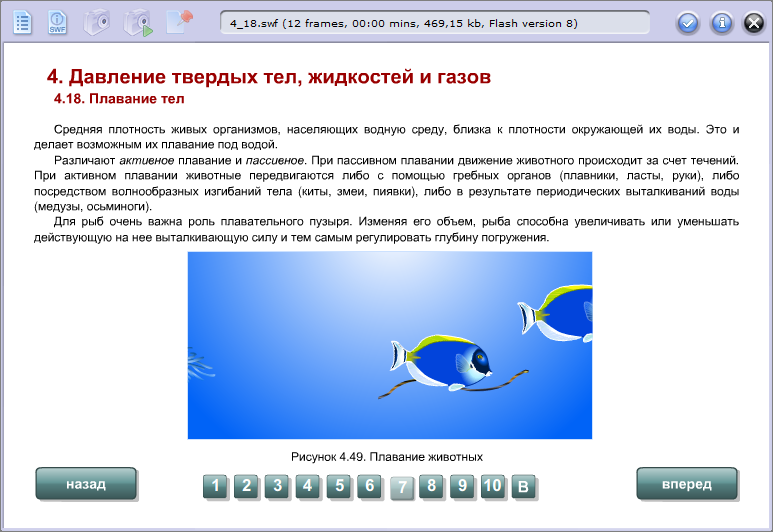 SWF
4_18.swf (12 frames, 00:00 mins, 469,15 kb, Flash version 8)
4. Давление твердых тел, жидкостей и газов
4.18. Плавание тел
Средняя плотность живых организмов, населяющих водную среду, близка к плотности окружающей их воды. Это и
делает возможным их плавание под водой.
Различают активное плавание и пассивное. При пассивном плавании движение животного происходит за счет течений.
При активном плавании животные передвигаются либо с помощью гребных органов (плавники, ласты, руки), либо
посредством волнообразных изгибаний тела (киты, змеи, пиявки), либо в результате периодических выталкиваний воды
(медузы, осьминоги).
Для рыб очень важна роль плавательного пузыря. Изменяя его объем, рыба способна увеличивать или уменьшать
действующую на нее выталкивающую силу и тем самым регулировать глубину погружения.
Рисунок 4.49. Плавание животных
назад 1 2 3 4 5 6 7 8 9 10 В вперед